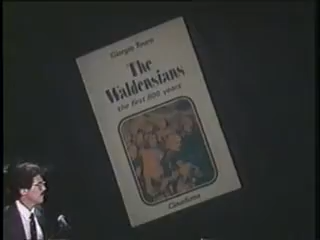 Giorgio Tourn
The
Waldensians
the first 800 years
Claudiana